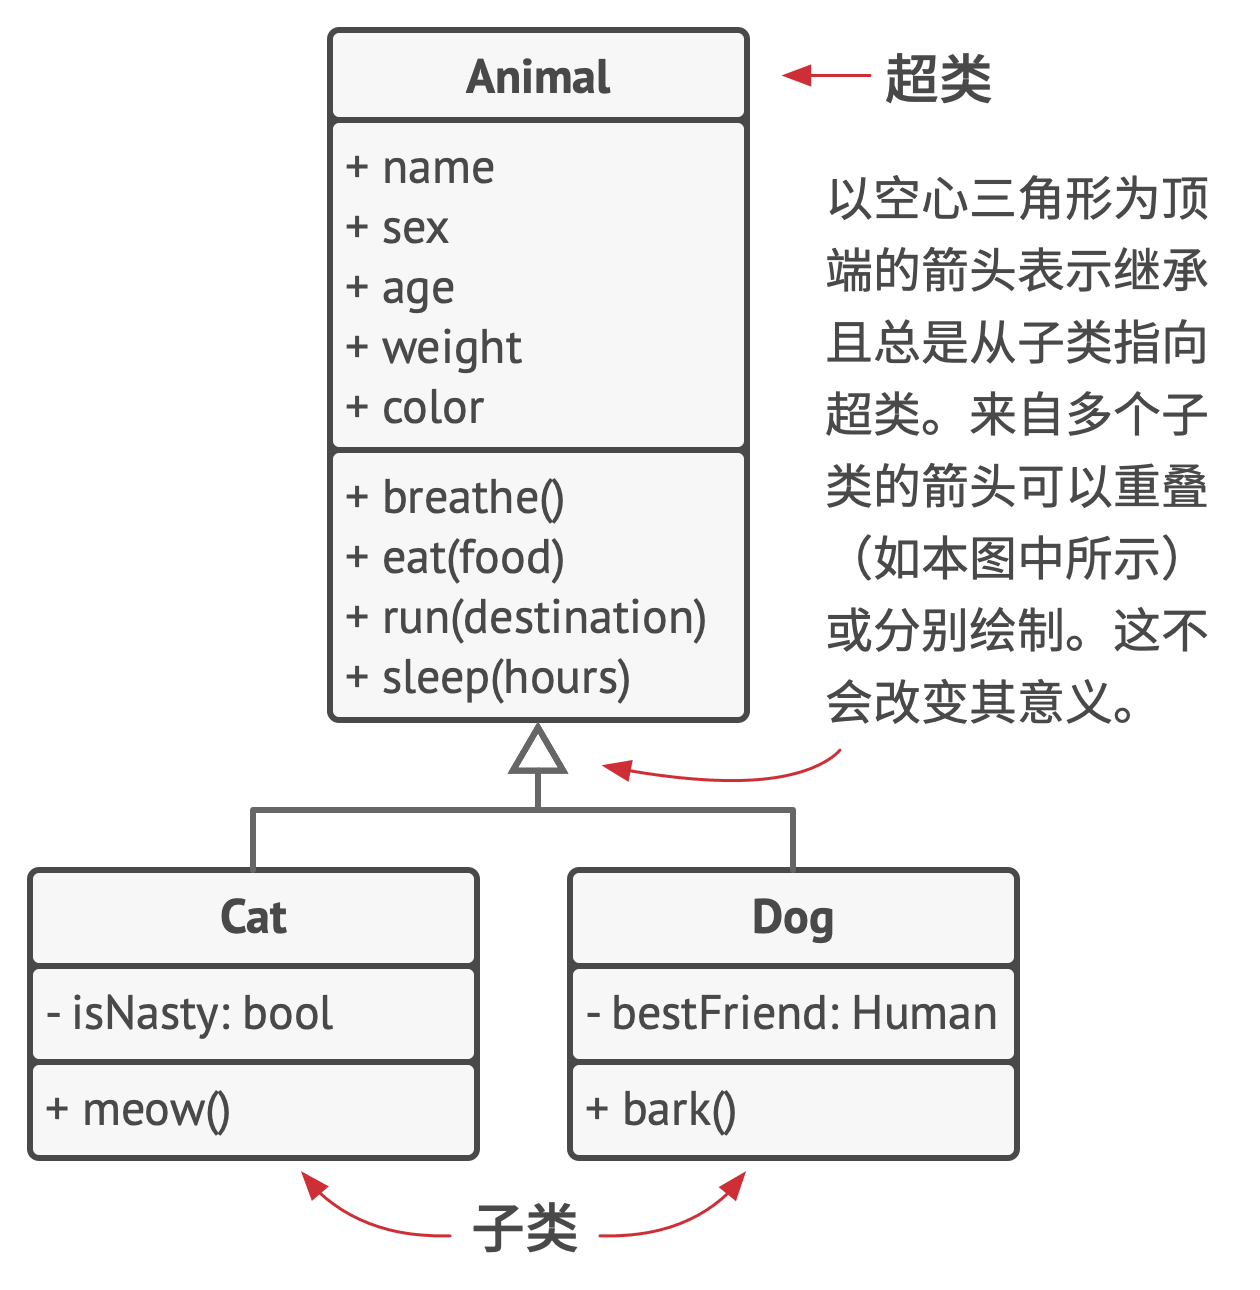 Animal
+ name
+ sex
+ age
+ weight
+ color
+ breathe()
+ eat(food)
+ run(destination)
+ sleep(hours)
超类
以空心三角形为顶
端的箭头表示继承
且总是从子类指向
超类。来自多个子
类的箭头可以重叠
（如本图中所示）
或分别绘制。这不
会改变其意义。
Cat
- isNasty: bool
+ meow()
Dog
- bestFriend: Human
+ bark()
子类